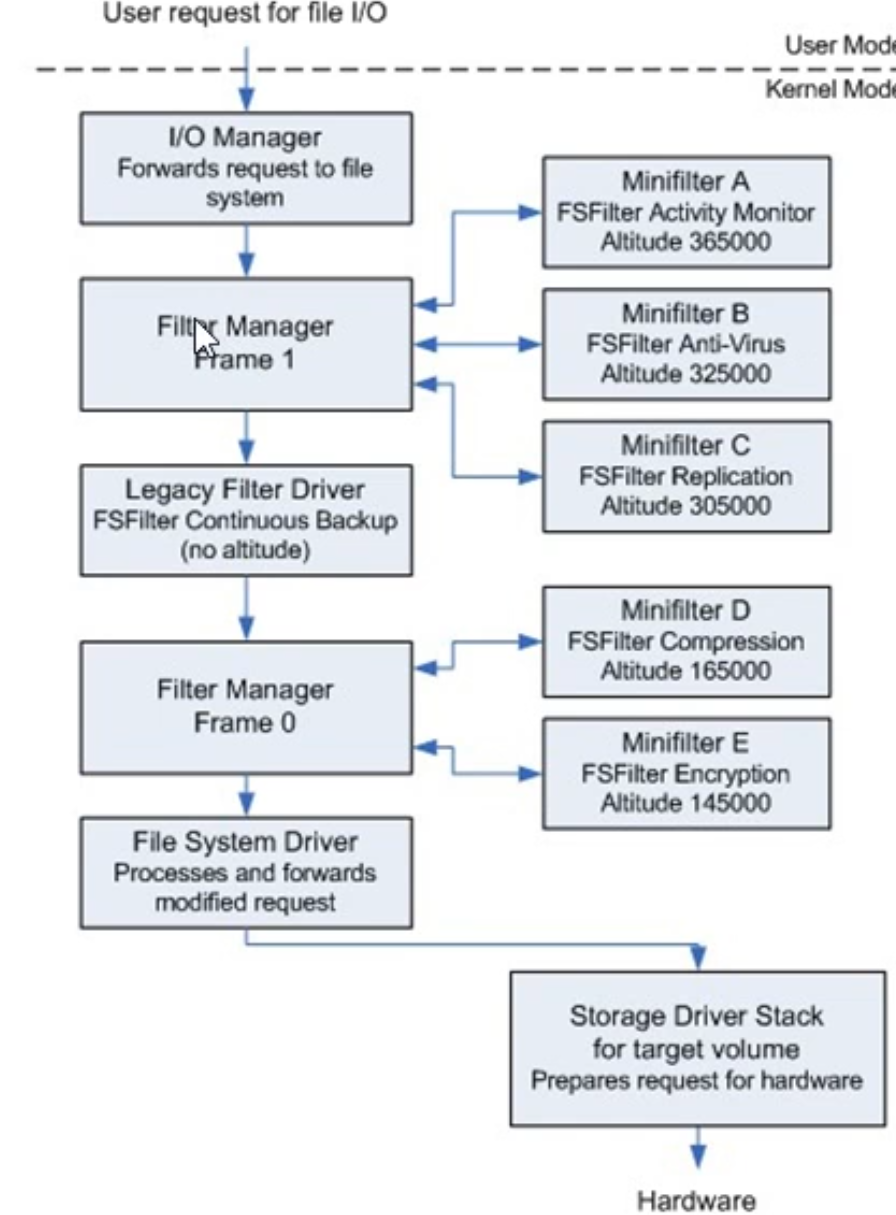 User request for file I/O
User Mode
Kernel Mode
I/O Manager
Forwards request to file
system
Minifilter A
FSFilter Activity Monitor
Altitude 365000
Filter Manager
Frame 1
Minifilter B
FSFilter Anti-Virus
Altitude 325000
Minifilter C
FSFilter Replication
Altitude 305000
Legacy Filter Driver
FSFilter Continuous Backup
(no altitude)
Minifilter D
FSFilter Compression
Altitude 165000
Filter Manager
Frame 0
Minifilter E
FSFilter Encryption
Altitude 145000
File System Driver
Processes and forwards
modified request
Storage Driver Stack
for target volume
Prepares request for hardware
Hardware